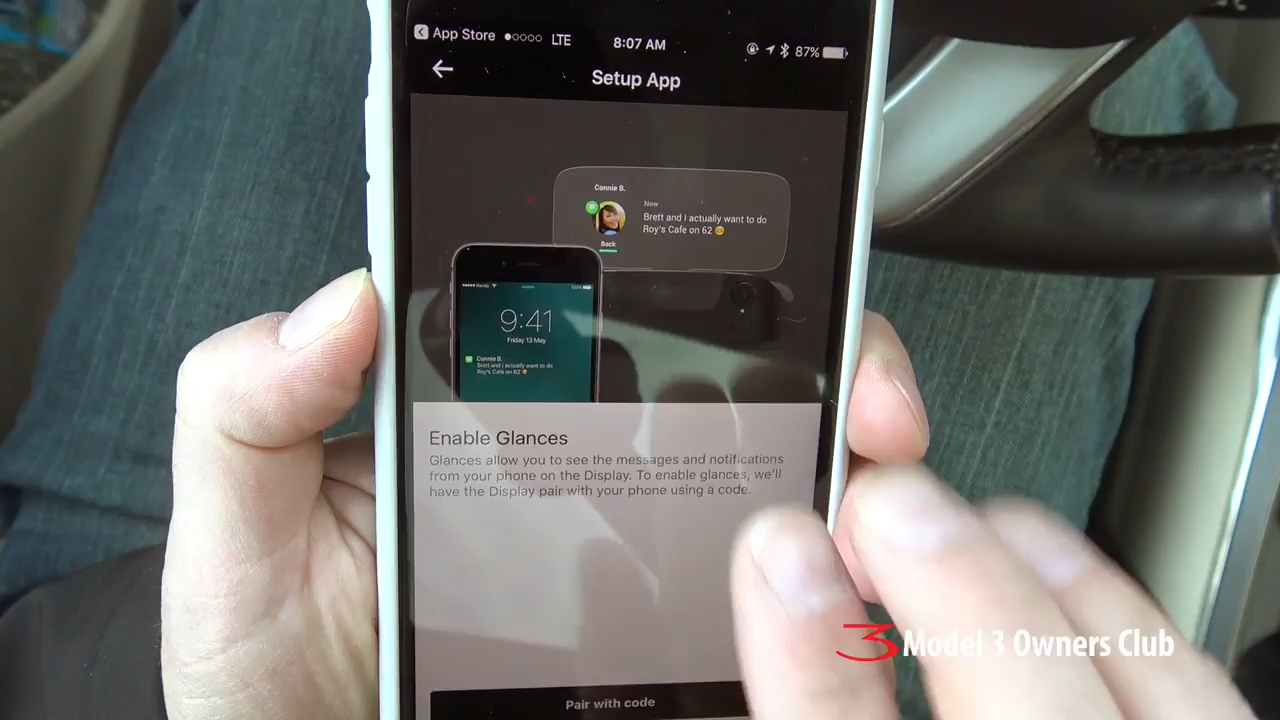 App Store
LTE
8:07 AM
87%
Setup App
Connie B.
Now
Brett and I actually want to do
Roy's Cafe on 62
Back
100%
9:41
Friday 13 May
Connie B.
Brett and I actually want to do
Roy's Cafe on 62
Enable Glances
Glances allow you to see the messages and notifications
from your phone on the Display. To enable glances, we'll
have the Display pair with your phone using a code.
Pair with code
3 Model 3 Owners Club